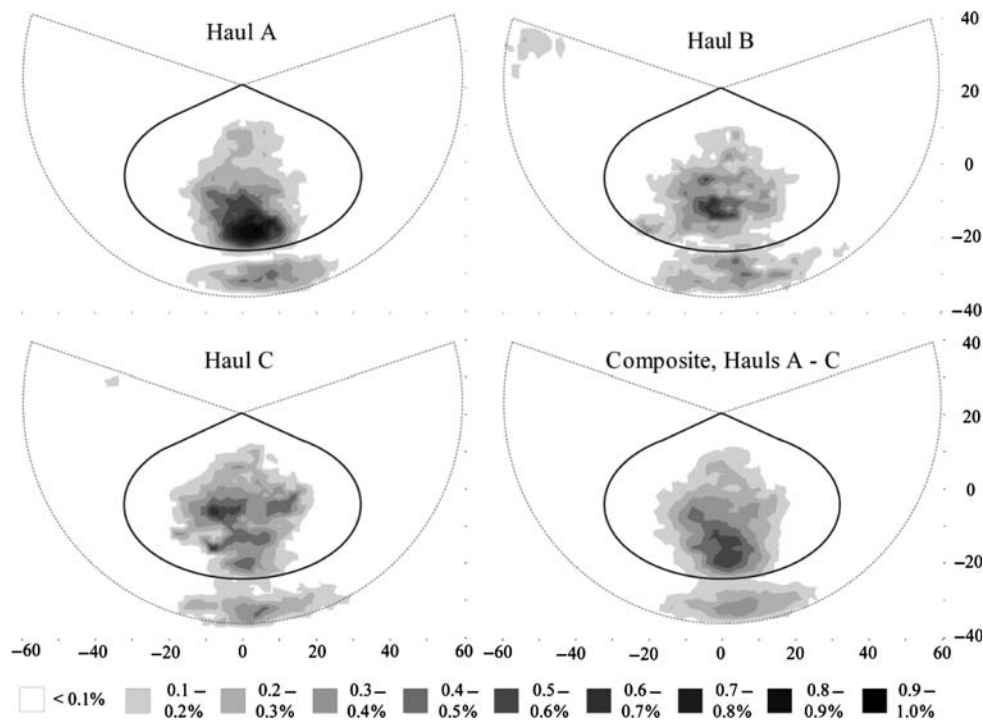 Haul A
Haul B
40
20
0
−20
−40
Haul C
Composite, Hauls A - C
40
20
0
−20
−40
−60 −40 −20 0 20 40 60 −60 −40 −20 0 20 40 60
< 0.1% 0.1 – 0.2% 0.2 – 0.3% 0.3 – 0.4% 0.4 – 0.5% 0.5 – 0.6% 0.6 – 0.7% 0.7 – 0.8% 0.8 – 0.9% 0.9 – 1.0%